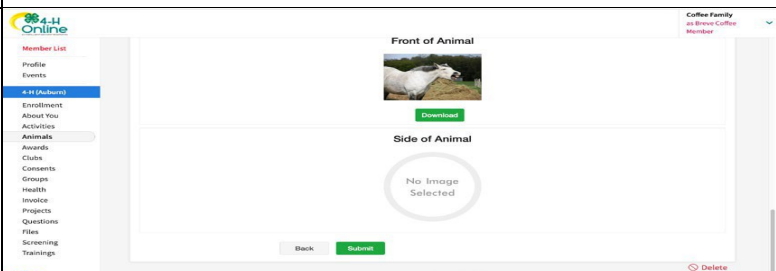 4-H
Online
Coffee Family
as Breve Coffee
Member
Member List
Profile
Events
4-H (Auburn)
Enrollment
About You
Activities
Animals
Awards
Clubs
Consents
Groups
Health
Invoice
Projects
Questions
Files
Screening
Trainings
Front of Animal
Download
Side of Animal
No Image
Selected
Back
Submit
Delete